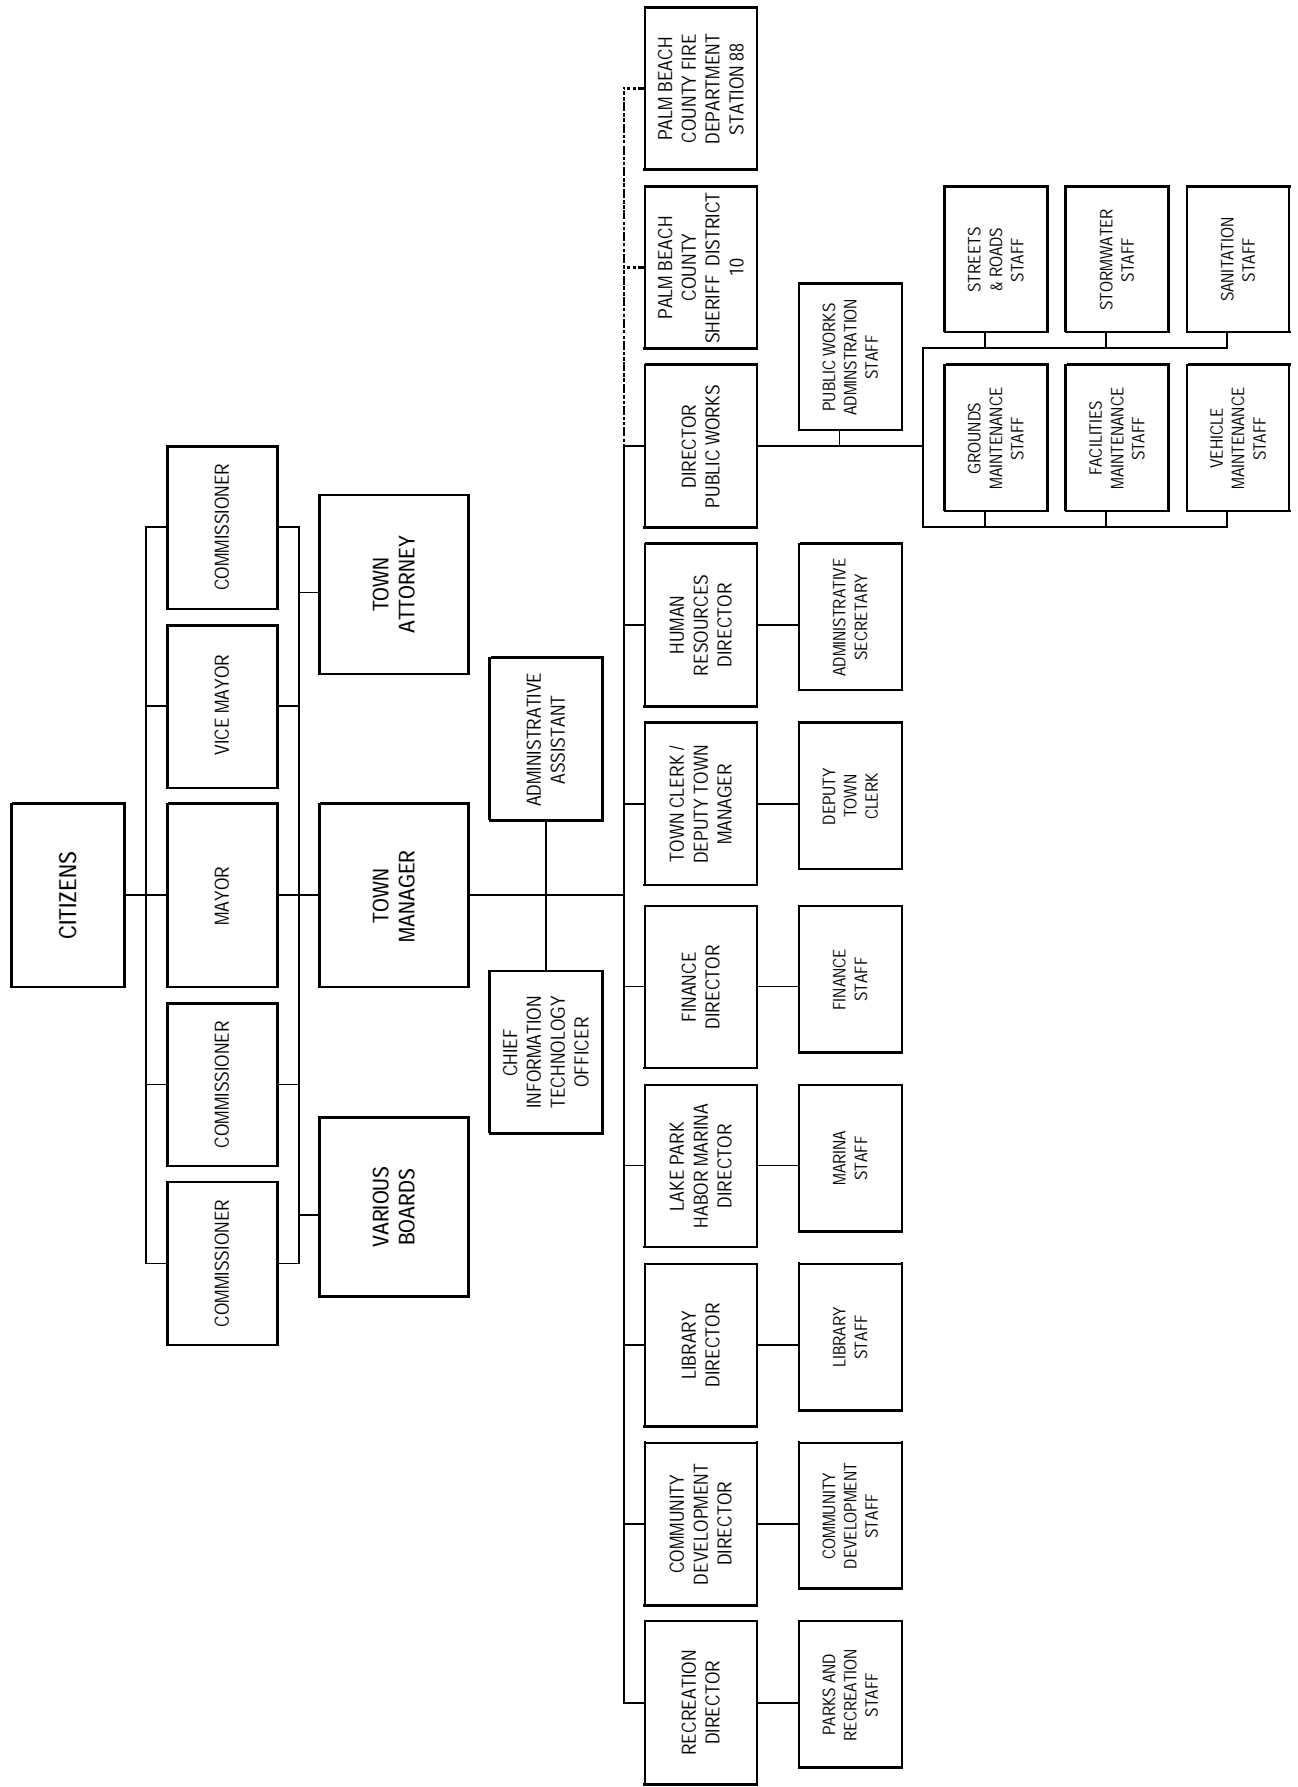 CITIZENS
COMMISSIONER
COMMISSIONER
MAYOR
VICE MAYOR
COMMISSIONER
VARIOUS
BOARDS
TOWN
MANAGER
TOWN
ATTORNEY
CHIEF
INFORMATION
TECHNOLOGY
OFFICER
ADMINISTRATIVE
ASSISTANT
RECREATION
DIRECTOR
COMMUNITY
DEVELOPMENT
DIRECTOR
LIBRARY
DIRECTOR
LAKE PARK
HABOR MARINA
DIRECTOR
FINANCE
DIRECTOR
TOWN CLERK /
DEPUTY TOWN
MANAGER
HUMAN
RESOURCES
DIRECTOR
DIRECTOR
PUBLIC WORKS
PALM BEACH
COUNTY
SHERIFF DISTRICT
10
PALM BEACH
COUNTY FIRE
DEPARTMENT
STATION 88
PARKS AND
RECREATION
STAFF
COMMUNITY
DEVELOPMENT
STAFF
LIBRARY
STAFF
MARINA
STAFF
FINANCE
STAFF
DEPUTY
TOWN
CLERK
ADMINISTRATIVE
SECRETARY
PUBLIC WORKS
ADMINSTRATION
STAFF
GROUNDS
MAINTENANCE
STAFF
STREETS
& ROADS
STAFF
FACILITIES
MAINTENANCE
STAFF
STORMWATER
STAFF
VEHICLE
MAINTENANCE
STAFF
SANITATION
STAFF